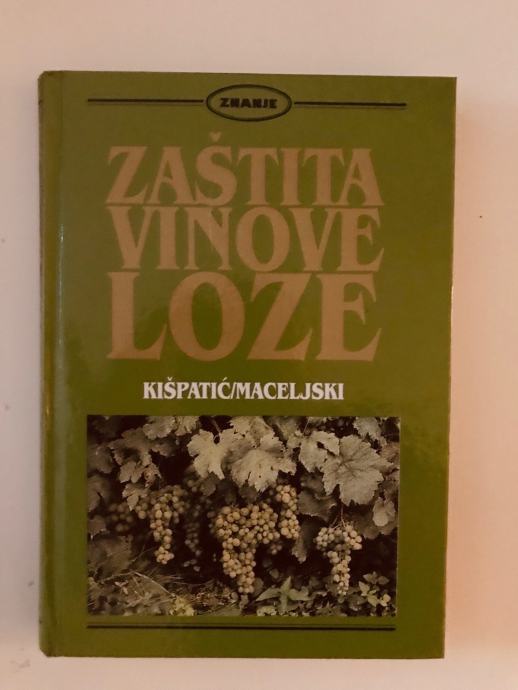 ZNANJE
ZAŠTITA
VINOVE
LOZE
KIŠPATIĆ/MACELJSKI